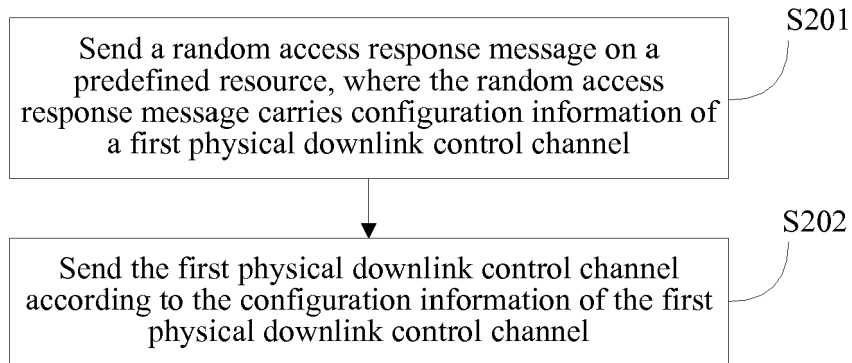 S201
Send a random access response message on a
predefined resource, where the random access
response message carries configuration information of
a first physical downlink control channel
S202
Send the first physical downlink control channel
according to the configuration information of the first
physical downlink control channel